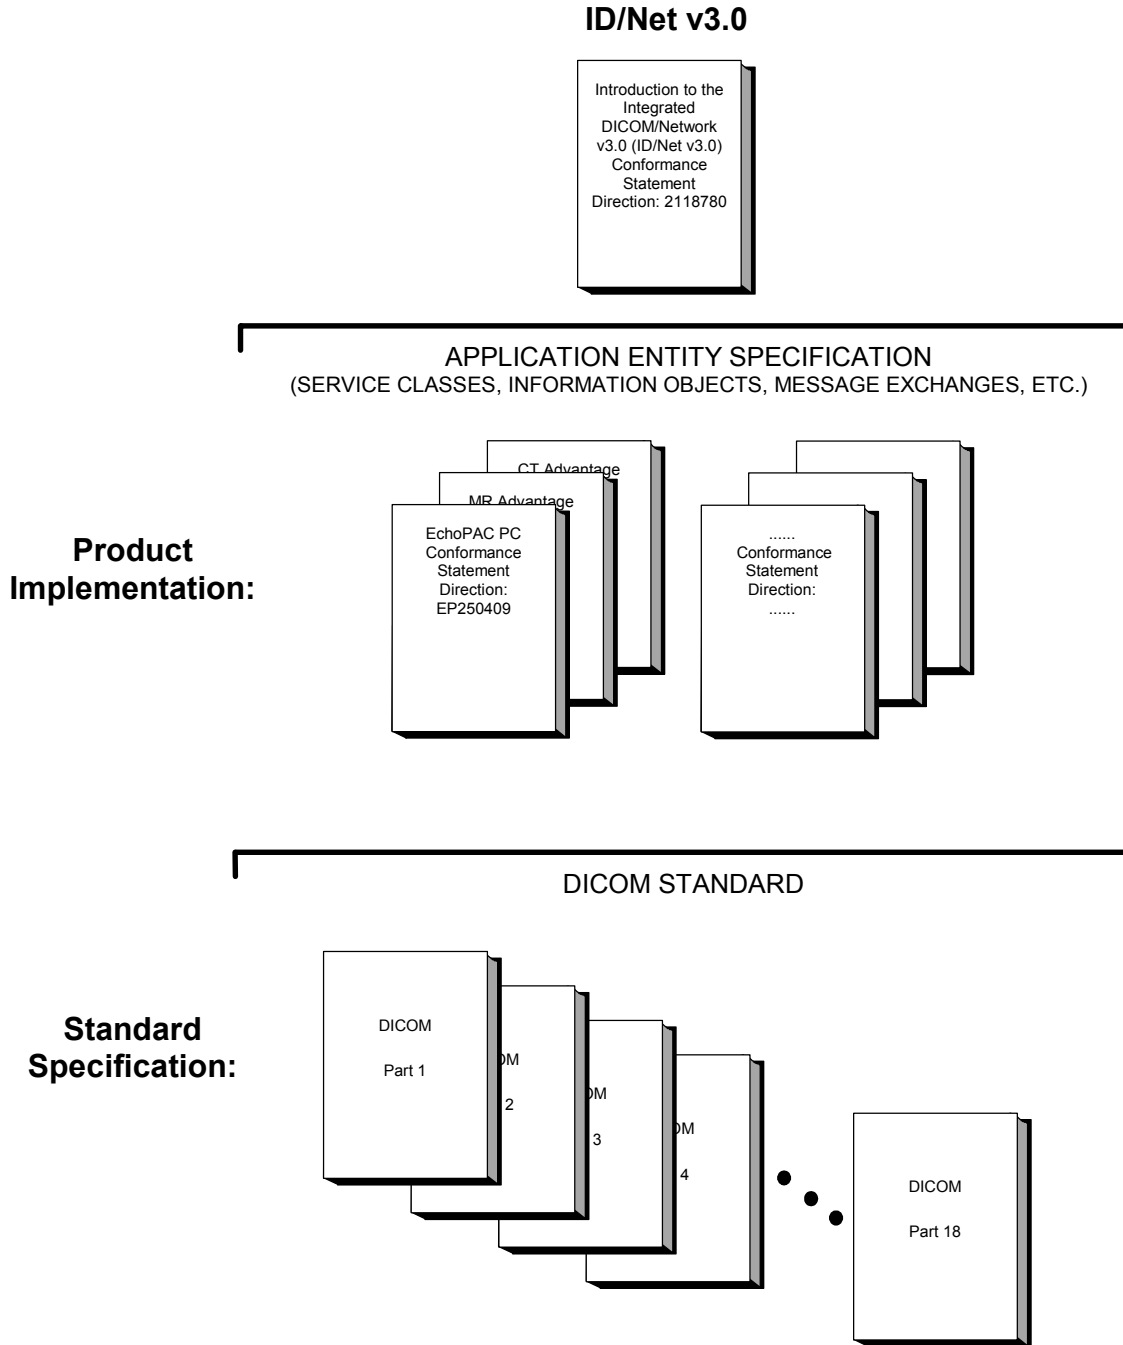 ID/Net v3.0
Introduction to the
Integrated
DICOM/Network
v3.0 (ID/Net v3.0)
Conformance
Statement
Direction: 2118780
APPLICATION ENTITY SPECIFICATION
(SERVICE CLASSES, INFORMATION OBJECTS, MESSAGE EXCHANGES, ETC.)
Product
Implementation:
CT Advantage
MR Advantage
EchoPAC PC
Conformance
Statement
Direction:
EP250409
......
Conformance
Statement
Direction:
......
DICOM STANDARD
Standard
Specification:
DICOM
Part 1
OM
2
OM
3
OM
4
DICOM
Part 18